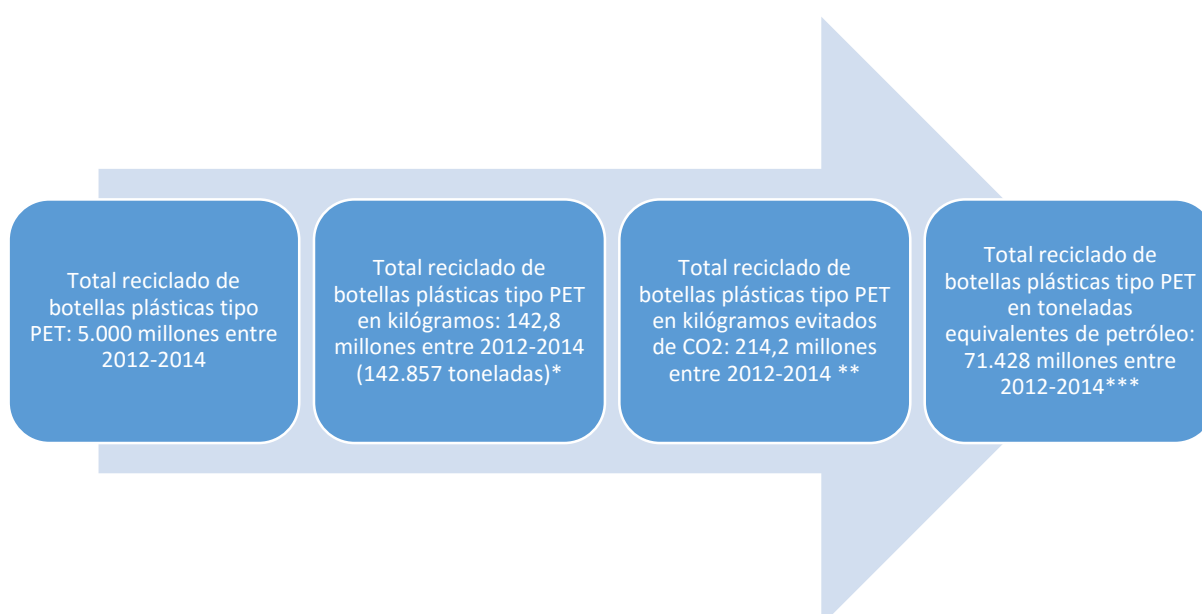 Total reciclado de
botellas plásticas tipo
PET: 5.000 millones entre
2012-2014
Total reciclado de
botellas plásticas tipo PET
en kilógramos: 142,8
millones entre 2012-2014
(142.857 toneladas)*
Total reciclado de
botellas plásticas tipo PET
en kilógramos evitados
de CO2: 214,2 millones
entre 2012-2014 **
Total reciclado de
botellas plásticas tipo PET
en toneladas
equivalentes de petróleo:
71.428 millones entre
2012-2014***